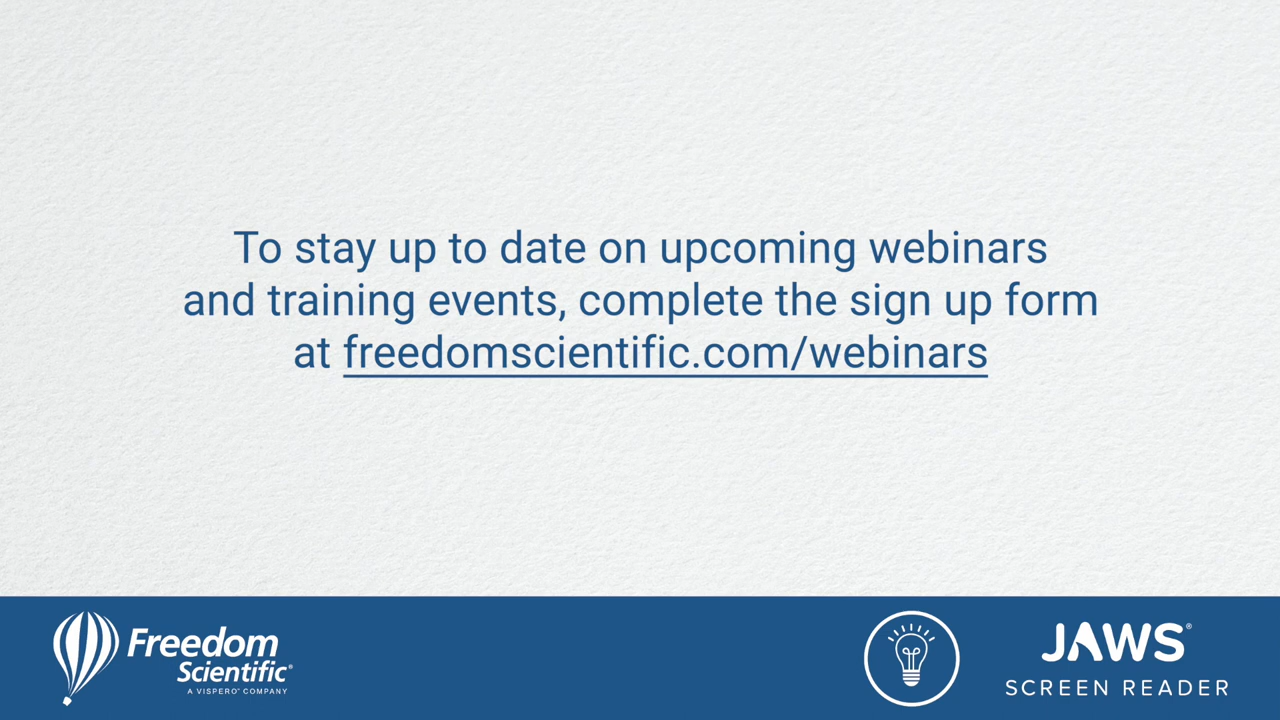 To stay up to date on upcoming webinars
and training events, complete the sign up form
at freedomscientific.com/webinars
Freedom
Scientific®
A VISPERO® COMPANY
JAWS®
SCREEN READER